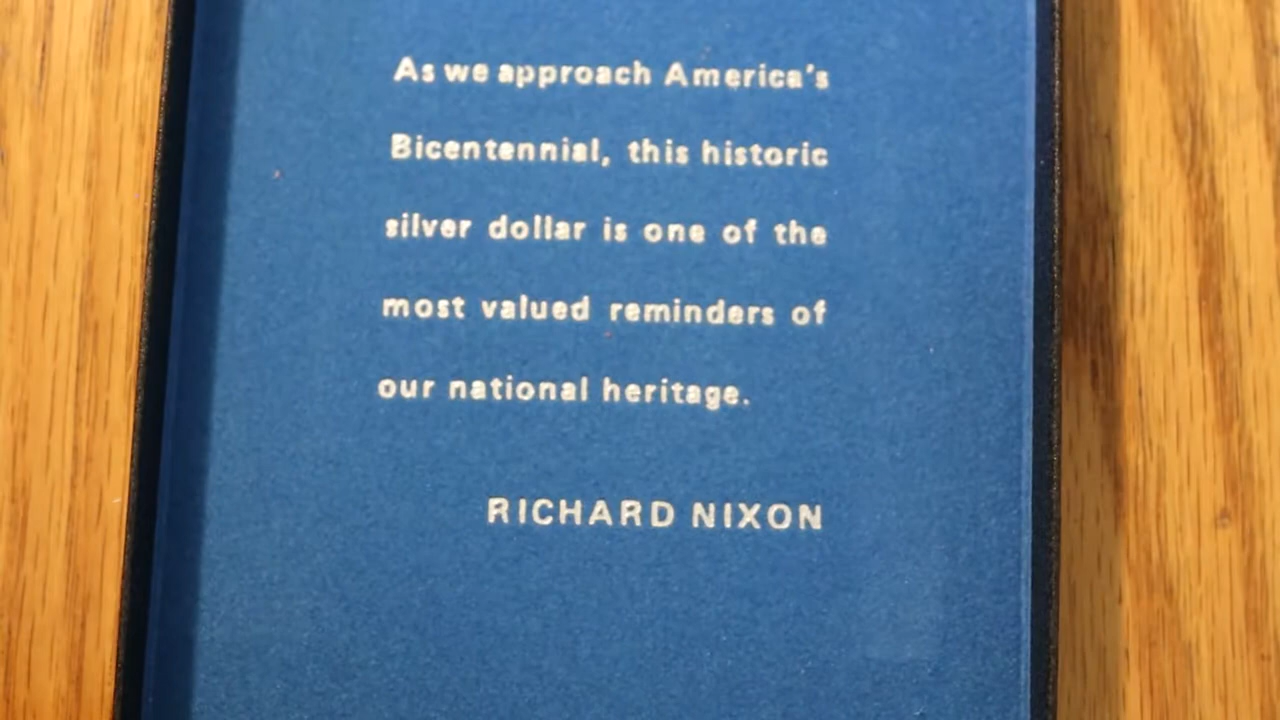 As we approach America's
Bicentennial, this historic
silver dollar is one of the
most valued reminders of
our national heritage.
RICHARD NIXON